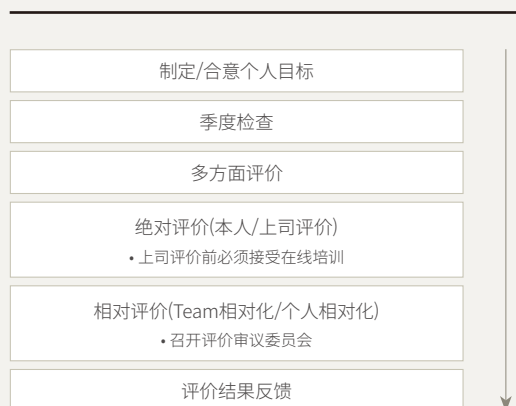 制定/合意个人目标
季度检查
多方面评价
绝对评价(本人/上司评价)
• 上司评价前必须接受在线培训
相对评价(Team相对化/个人相对化)
• 召开评价审议委员会
评价结果反馈